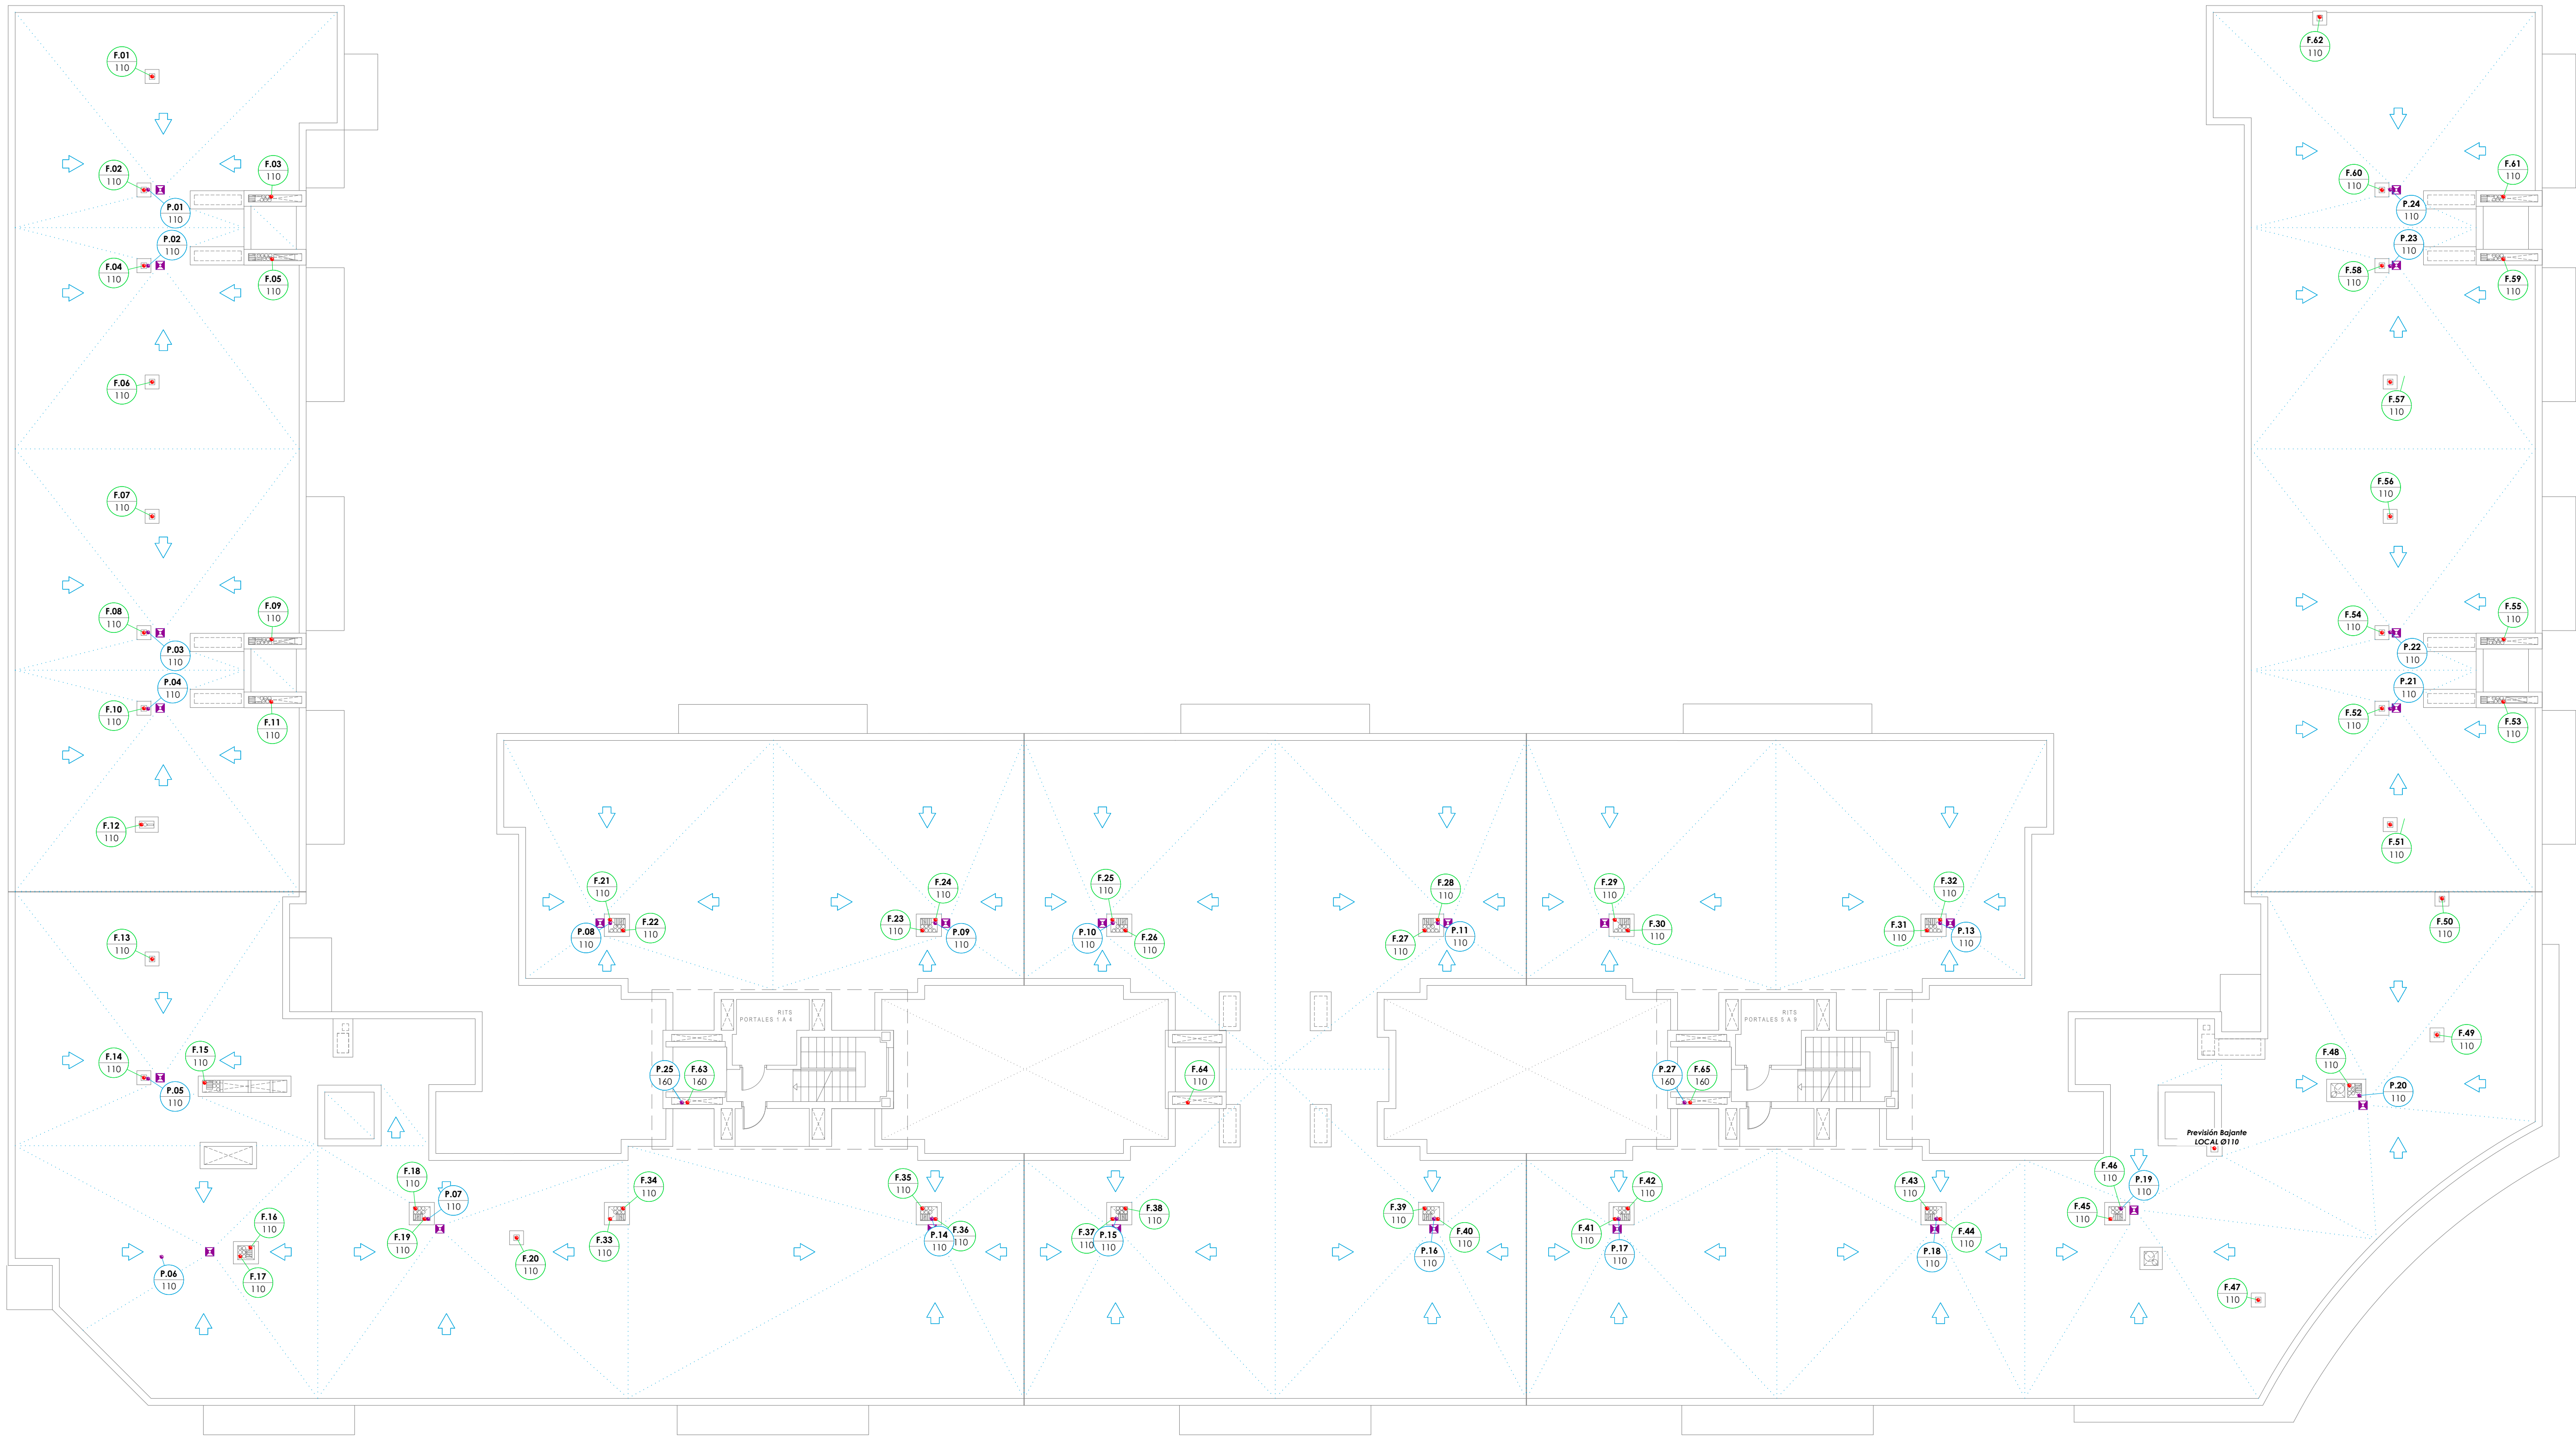 F.01
110
F.62
110
F.02
110
F.03
110
P.01
110
P.02
110
F.04
110
F.05
110
F.60
110
F.61
110
P.24
110
P.23
110
F.58
110
F.59
110
F.06
110
F.57
110
F.07
110
F.56
110
F.08
110
F.09
110
P.03
110
P.04
110
F.10
110
F.11
110
F.54
110
F.55
110
P.22
110
P.21
110
F.52
110
F.53
110
F.12
110
F.51
110
F.21
110
F.22
110
P.08
110
F.24
110
F.23
110
P.09
110
F.25
110
P.10
110
F.26
110
F.28
110
F.27
110
P.11
110
F.29
110
F.30
110
F.32
110
F.31
110
P.13
110
F.50
110
F.13
110
F.14
110
F.15
110
P.05
110
RITS
PORTALES 1 A 4
P.25
160
F.63
160
F.64
110
RITS
PORTALES 5 A 9
P.27
160
F.65
160
F.49
110
F.48
110
P.20
110
Previsión Bajante
LOCAL Ø110
F.18
110
P.07
110
F.19
110
F.16
110
F.17
110
P.06
110
F.20
110
F.34
110
F.33
110
F.35
110
F.36
110
P.14
110
F.37
110
P.15
110
F.38
110
F.39
110
F.40
110
P.16
110
F.42
110
F.41
110
P.17
110
F.43
110
F.44
110
P.18
110
F.46
110
P.19
110
F.45
110
F.47
110